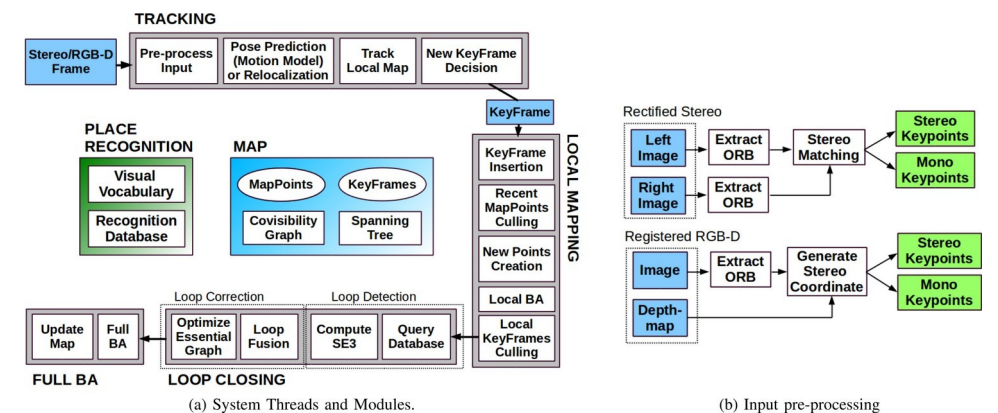 TRACKING
Stereo/RGB-D
Frame
Pre-process
Input
Pose Prediction
(Motion Model)
or Relocalization
Track
Local Map
New KeyFrame
Decision
KeyFrame
PLACE
RECOGNITION
Visual
Vocabulary
Recognition
Database
MAP
MapPoints
KeyFrames
Covisibility
Graph
Spanning
Tree
LOCAL MAPPING
KeyFrame
Insertion
Recent
MapPoints
Culling
New Points
Creation
Local BA
Local
KeyFrames
Culling
Loop Correction
Loop Detection
Update
Map
Full
BA
Optimize
Essential
Graph
Loop
Fusion
Compute
SE3
Query
Database
FULL BA
LOOP CLOSING
(a) System Threads and Modules.
Rectified Stereo
Left
Image
Extract
ORB
Stereo
Matching
Stereo
Keypoints
Mono
Keypoints
Right
Image
Extract
ORB
Registered RGB-D
Image
Extract
ORB
Generate
Stereo
Coordinate
Stereo
Keypoints
Mono
Keypoints
Depth-
map
(b) Input pre-processing